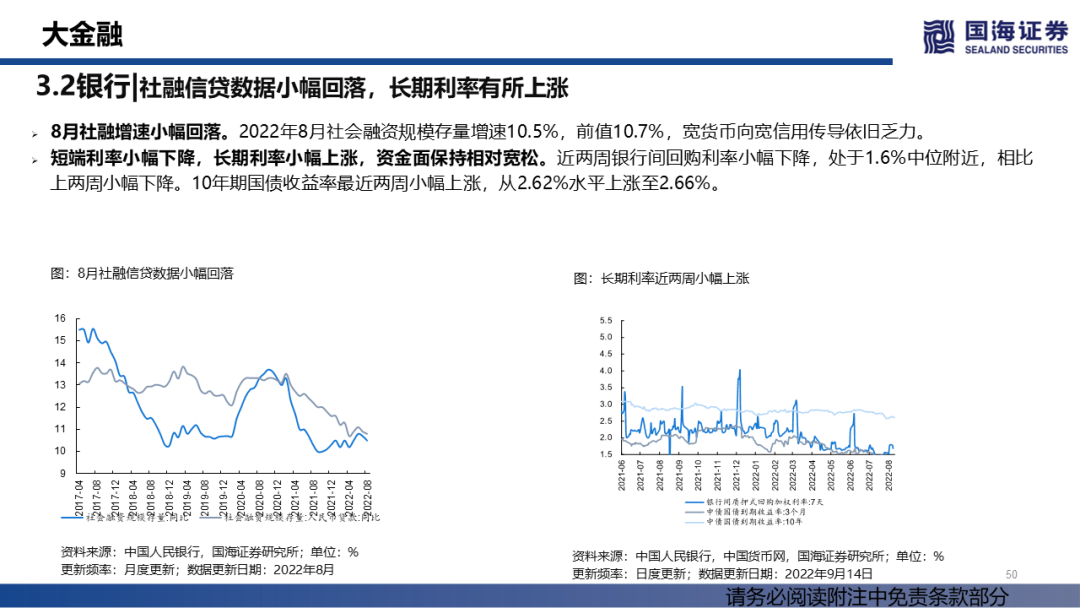 大金融
国海证券
SEALAND SECURITIES
3.2银行|社融信贷数据小幅回落，长期利率有所上涨
8月社融增速小幅回落。2022年8月社会融资规模存量增速10.5%，前值10.7%，宽货币向宽信用传导依旧乏力。
短端利率小幅下降，长期利率小幅上涨，资金面保持相对宽松。近两周银行间回购利率小幅下降，处于1.6%中位附近，相比
上两周小幅下降。10年期国债收益率最近两周小幅上涨，从2.62%水平上涨至2.66%。
图：8月社融信贷数据小幅回落
16
15
14
13
12
11
10
9
2017-04
2017-08
2017-12
2018-04
2018-08
2018-12
2019-04
2019-08
2019-12
2020-04
2020-08
2020-12
2021-04
2021-08
2021-12
2022-04
2022-08
社会融资规模存量:同比
社会融资规模存量:人民币贷款:同比
资料来源：中国人民银行，国海证券研究所；单位：%
更新频率：月度更新；数据更新日期：2022年8月
图：长期利率近两周小幅上涨
5.5
5.0
4.5
4.0
3.5
3.0
2.5
2.0
1.5
2021-06
2021-07
2021-08
2021-09
2021-10
2021-11
2021-12
2022-01
2022-02
2022-03
2022-04
2022-05
2022-06
2022-07
2022-08
银行间质押式回购加权利率:7天
中债国债到期收益率:3个月
中债国债到期收益率:10年
资料来源：中国人民银行，中国货币网，国海证券研究所；单位：%
更新频率：日度更新；数据更新日期：2022年9月14日
50
请务必阅读附注中免责条款部分